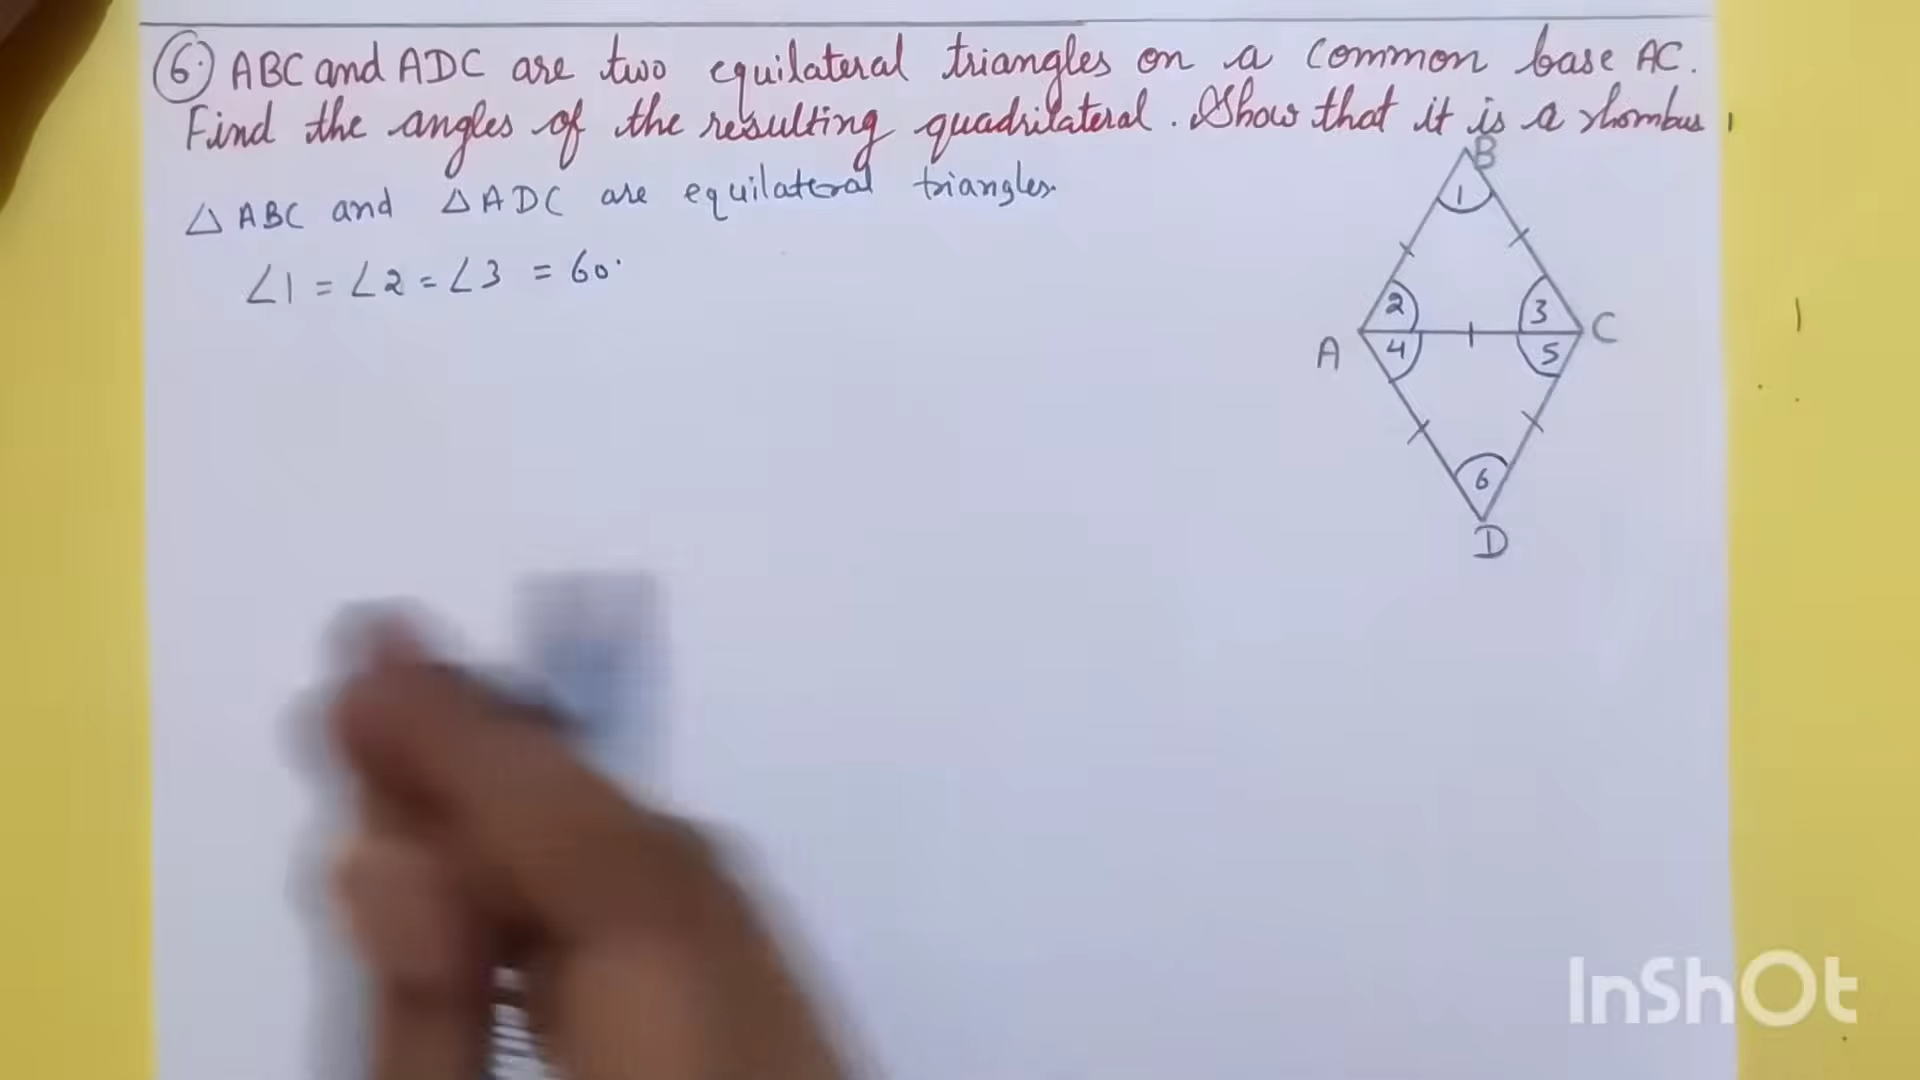 6. ABC and ADC are two equilateral triangles on a common base AC.
Find the angles of the resulting quadrilateral. Show that it is a rhombus
△ ABC and △ ADC are equilateral triangles.
∠1 = ∠2 = ∠3 = 60°
B
1
2
3
A
C
4
5
6
D
InShOt